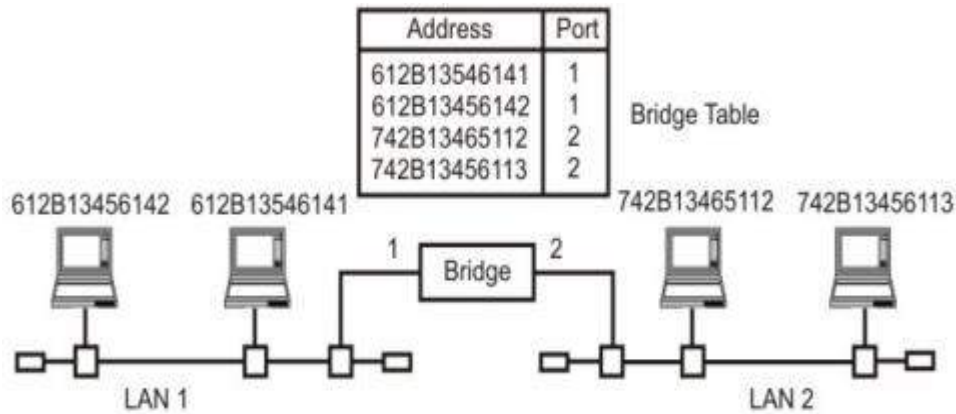 Address Port
612B13546141 1
612B13456142 1
742B13465112 2
742B13456113 2
Bridge Table
612B13456142 612B13546141 742B13465112 742B13456113
1 Bridge 2
LAN 1 LAN 2